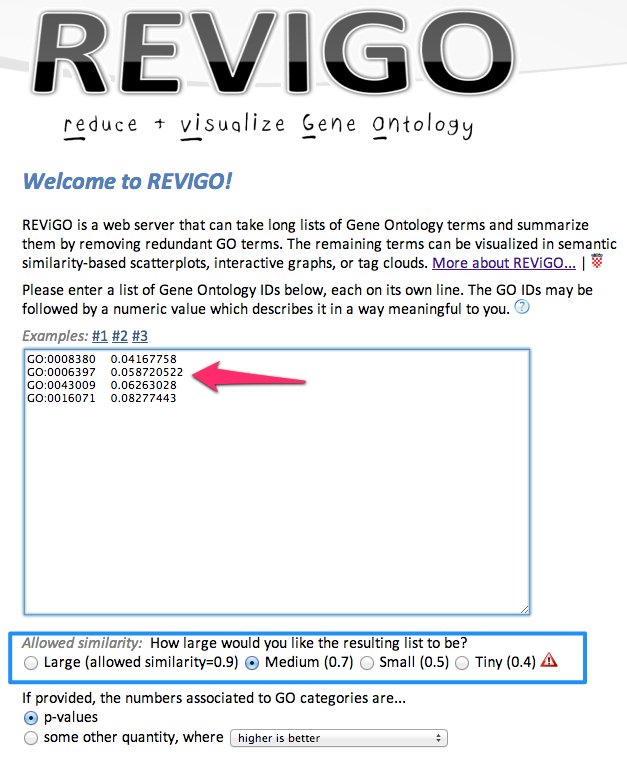 REVIGO
reduce + visualize Gene Ontology
Welcome to REVIGO!
REViGO is a web server that can take long lists of Gene Ontology terms and summarize
them by removing redundant GO terms. The remaining terms can be visualized in semantic
similarity-based scatterplots, interactive graphs, or tag clouds. More about REViGO... |
Please enter a list of Gene Ontology IDs below, each on its own line. The GO IDs may be
followed by a numeric value which describes it in a way meaningful to you. ?
Examples: #1 #2 #3
GO:0008380 0.04167758
GO:0006397 0.058720522
GO:0043009 0.06263028
GO:0016071 0.08277443
Allowed similarity: How large would you like the resulting list to be?
Large (allowed similarity=0.9) Medium (0.7) Small (0.5) Tiny (0.4)
If provided, the numbers associated to GO categories are...
p-values
some other quantity, where higher is better